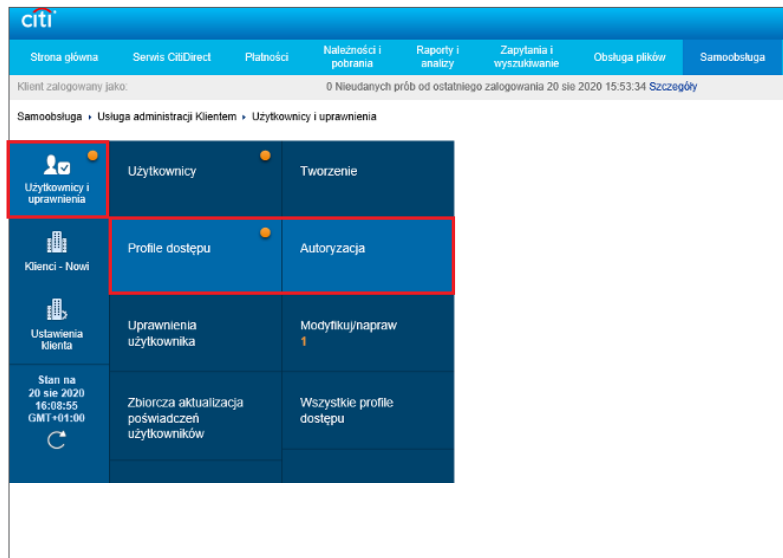 citi
Strona główna
Serwis CitiDirect
Płatności
Należności i
pobrania
Raporty i
analizy
Zapytania i
wyszukiwanie
Obsługa plików
Samoobsługa
Klient zalogowany jako:
0 Nieudanych prób od ostatniego zalogowania 20 sie 2020 15:53:34 Szczegóły
Samoobsługa ▸ Usługa administracji Klientem ▸ Użytkownicy i uprawnienia
Użytkownicy i
uprawnienia
Użytkownicy
Tworzenie
Klienci - Nowi
Profile dostępu
Autoryzacja
Ustawienia
klienta
Uprawnienia
użytkownika
Modyfikuj/napraw
1
Stan na
20 sie 2020
16:08:55
GMT+01:00
Zbiorcza aktualizacja
poświadczeń
użytkowników
Wszystkie profile
dostępu